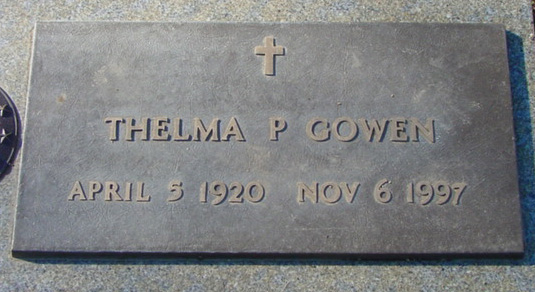 THELMA P GOWEN
APRIL 5 1920 NOV 6 1997